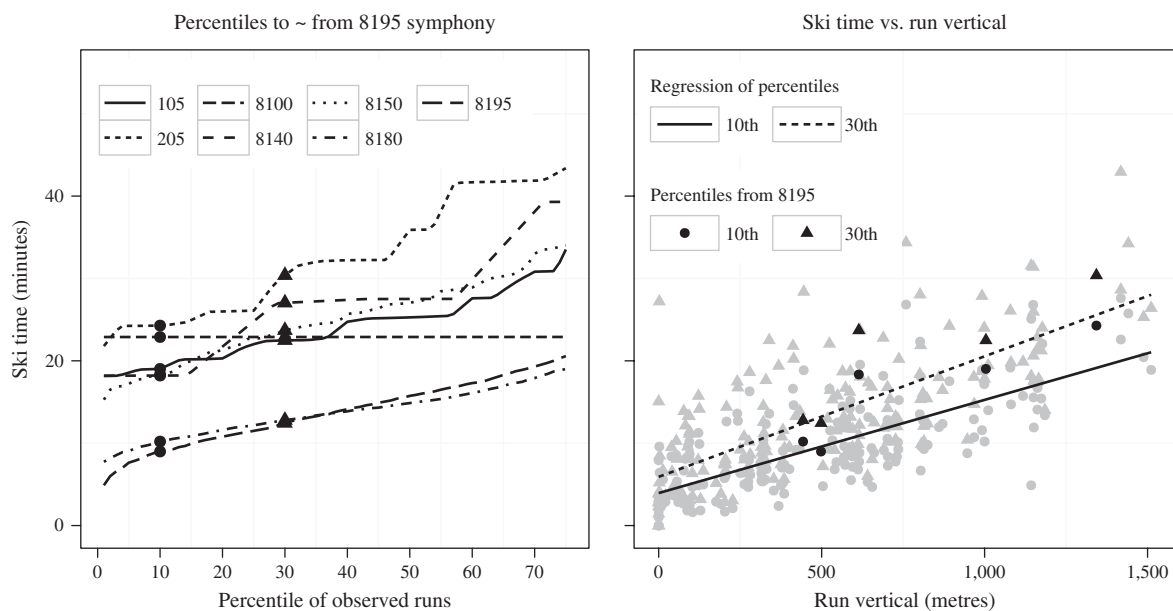 Percentiles to ~ from 8195 symphony
105 8100 8150 8195
205 8140 8180
Ski time (minutes)
40
20
0
0 10 20 30 40 50 60 70
Percentile of observed runs
Ski time vs. run vertical
Regression of percentiles
10th 30th
Percentiles from 8195
10th 30th
0 500 1,000 1,500
Run vertical (metres)